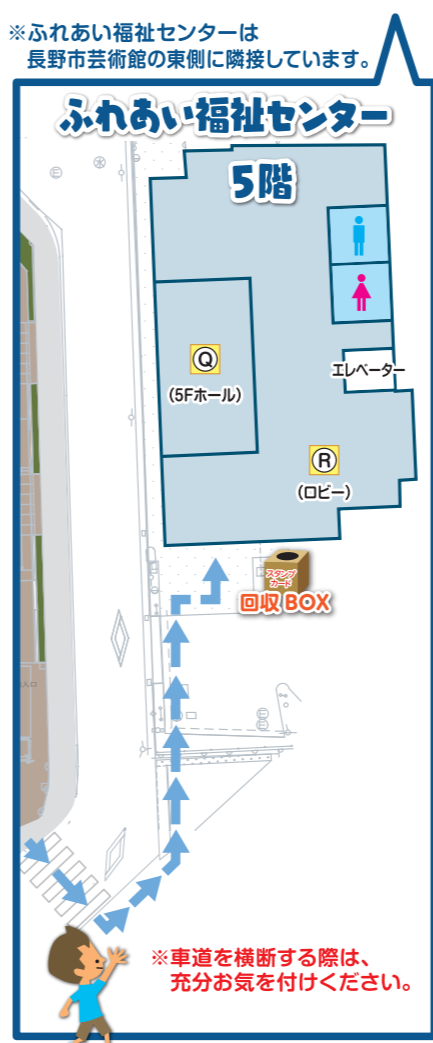 ※ふれあい福祉センターは
長野市芸術館の東側に隣接しています。
ふれあい福祉センター
5階
Q
(5Fホール)
エレベーター
R
(ロビー)
スタンプ
カード
回収 BOX
※車道を横断する際は、
充分お気を付けください。